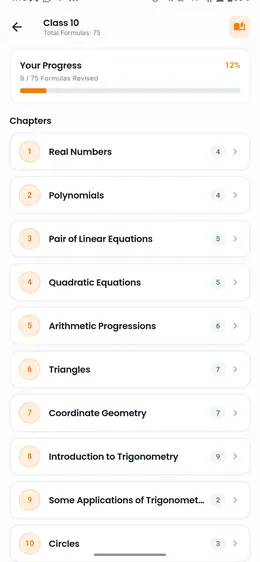 Class 10
Total Formulas: 75
Your Progress
12%
9 / 75 Formulas Revised
Chapters
1 Real Numbers 4
2 Polynomials 4
3 Pair of Linear Equations 5
4 Quadratic Equations 5
5 Arithmetic Progressions 6
6 Triangles 7
7 Coordinate Geometry 7
8 Introduction to Trigonometry 9
9 Some Applications of Trigonomet... 2
10 Circles 3